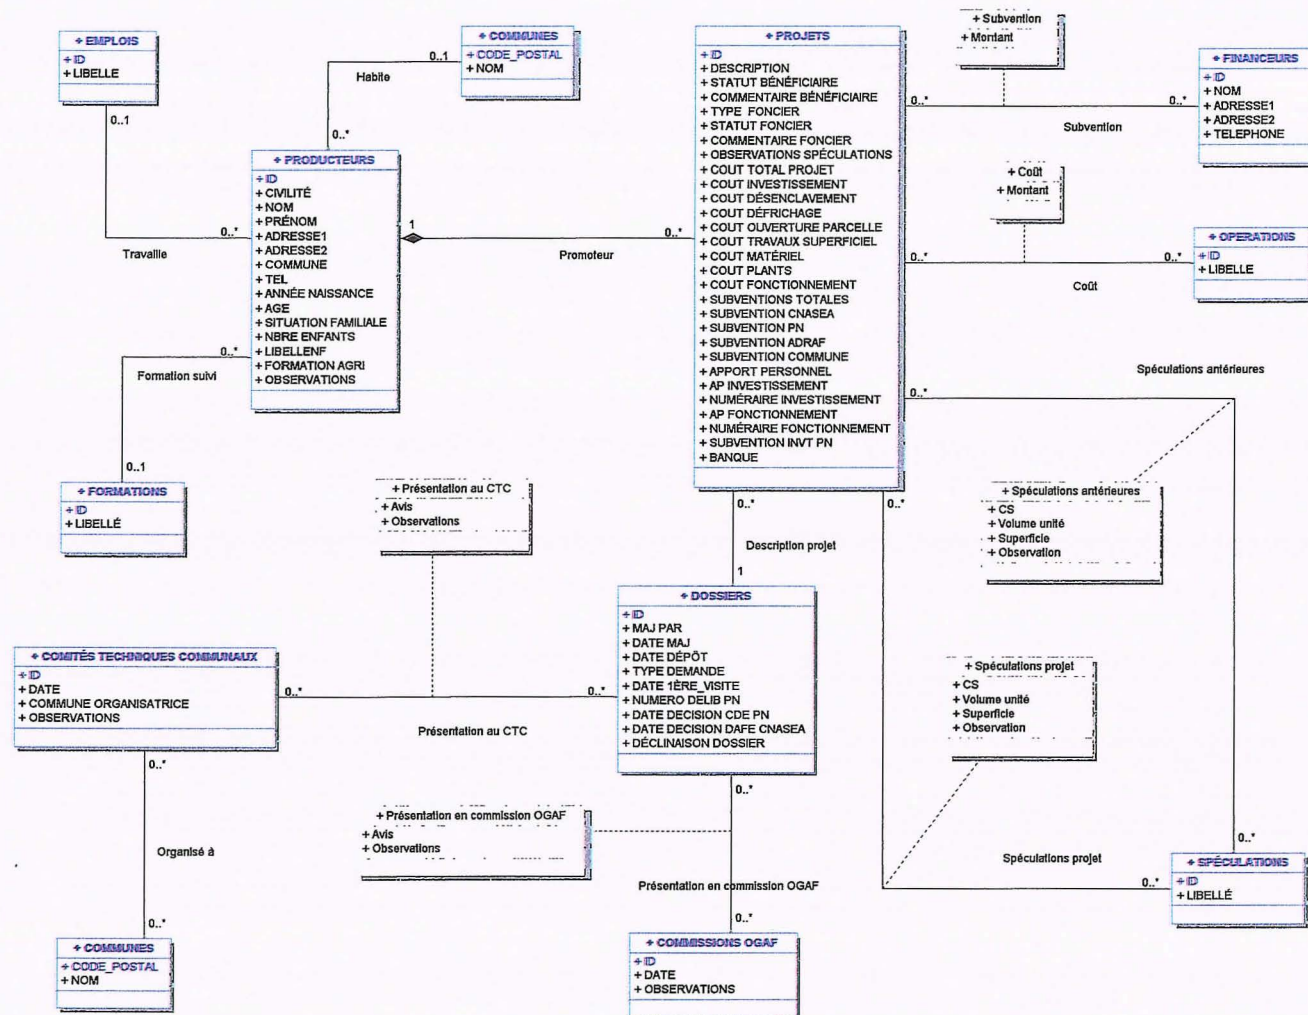 + EMPLOIS
+ ID
+ LIBELLE
0..1
Travaille
0..*
+ COMMUNES
+ CODE_POSTAL
+ NOM
0..1
Habite
0..*
+ PRODUCTEURS
+ ID
+ CIVILITÉ
+ NOM
+ PRÉNOM
+ ADRESSE1
+ ADRESSE2
+ COMMUNE
+ TEL
+ ANNÉE NAISSANCE
+ AGE
+ SITUATION FAMILIALE
+ NBRE ENFANTS
+ LIBELLENF
+ FORMATION AGRI
+ OBSERVATIONS
1
Promoteur
0..*
0..*
Formation suivi
0..1
+ FORMATIONS
+ ID
+ LIBELLÉ
+ PROJETS
+ ID
+ DESCRIPTION
+ STATUT BÉNÉFICIAIRE
+ COMMENTAIRE BÉNÉFICIAIRE
+ TYPE FONCIER
+ STATUT FONCIER
+ COMMENTAIRE FONCIER
+ OBSERVATIONS SPÉCULATIONS
+ COUT TOTAL PROJET
+ COUT INVESTISSEMENT
+ COUT DÉSENCLAVEMENT
+ COUT DÉFRICHAGE
+ COUT OUVERTURE PARCELLE
+ COUT TRAVAUX SUPERFICIEL
+ COUT MATÉRIEL
+ COUT PLANTS
+ COUT FONCTIONNEMENT
+ SUBVENTIONS TOTALES
+ SUBVENTION CNASEA
+ SUBVENTION PN
+ SUBVENTION ADRAF
+ SUBVENTION COMMUNE
+ APPORT PERSONNEL
+ AP INVESTISSEMENT
+ NUMÉRAIRE INVESTISSEMENT
+ AP FONCTIONNEMENT
+ NUMÉRAIRE FONCTIONNEMENT
+ SUBVENTION INVT PN
+ BANQUE
+ Subvention
+ Montant
0..*
0..*
Subvention
+ FINANCEURS
+ ID
+ NOM
+ ADRESSE1
+ ADRESSE2
+ TELEPHONE
+ Coût
+ Montant
0..*
0..*
Coût
+ OPERATIONS
+ ID
+ LIBELLE
Spéculations antérieures
0..*
+ Spéculations antérieures
+ CS
+ Volume unité
+ Superficie
+ Observation
0..*
0..*
Description projet
1
+ Présentation au CTC
+ Avis
+ Observations
+ DOSSIERS
+ ID
+ MAJ PAR
+ DATE MAJ
+ DATE DÉPÔT
+ TYPE DEMANDE
+ DATE 1ÈRE_VISITE
+ NUMERO DELIB PN
+ DATE DECISION CDE PN
+ DATE DECISION DAFE CNASEA
+ DÉCLINAISON DOSSIER
+ COMITÉS TECHNIQUES COMMUNAUX
+ ID
+ DATE
+ COMMUNE ORGANISATRICE
+ OBSERVATIONS
0..*
0..*
Présentation au CTC
+ Spéculations projet
+ CS
+ Volume unité
+ Superficie
+ Observation
0..*
Organisé à
0..*
+ COMMUNES
+ CODE_POSTAL
+ NOM
0..*
+ Présentation en commission OGAF
+ Avis
+ Observations
Présentation en commission OGAF
0..*
+ COMMISSIONS OGAF
+ ID
+ DATE
+ OBSERVATIONS
0..*
Spéculations projet
0..*
+ SPÉCULATIONS
+ ID
+ LIBELLÉ